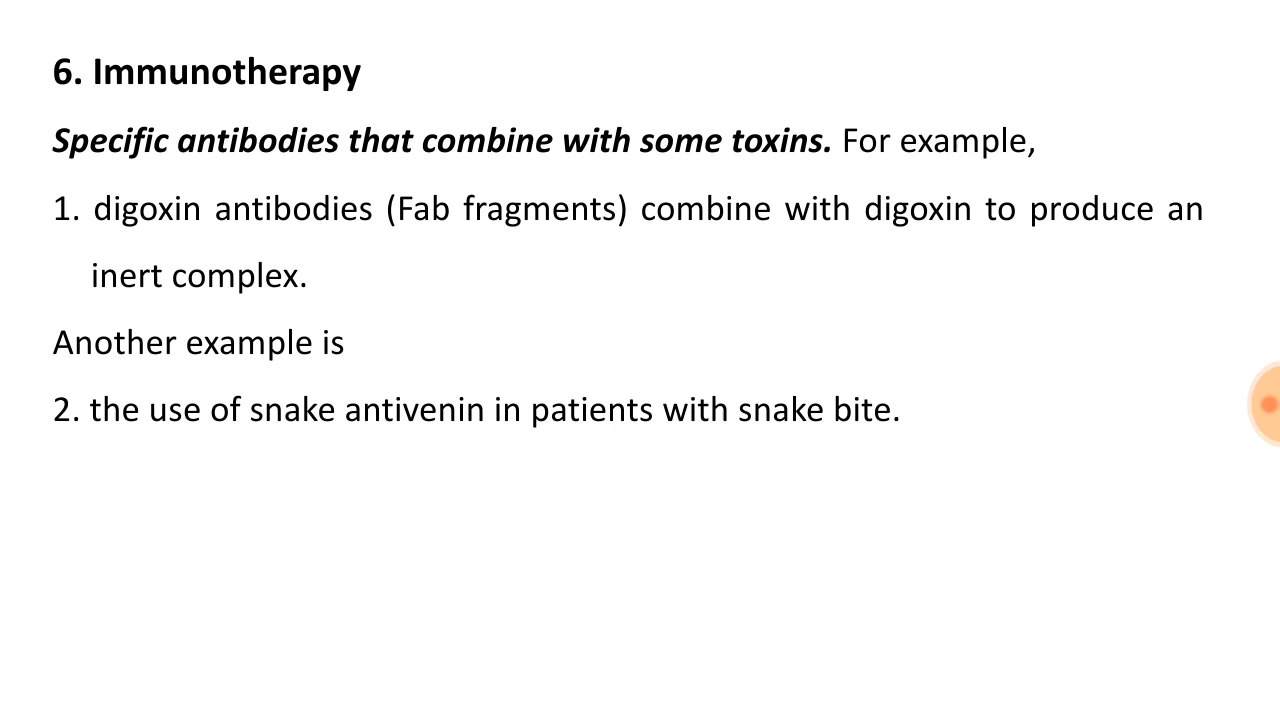 6. Immunotherapy
Specific antibodies that combine with some toxins. For example,
1. digoxin antibodies (Fab fragments) combine with digoxin to produce an
inert complex.
Another example is
2. the use of snake antivenin in patients with snake bite.